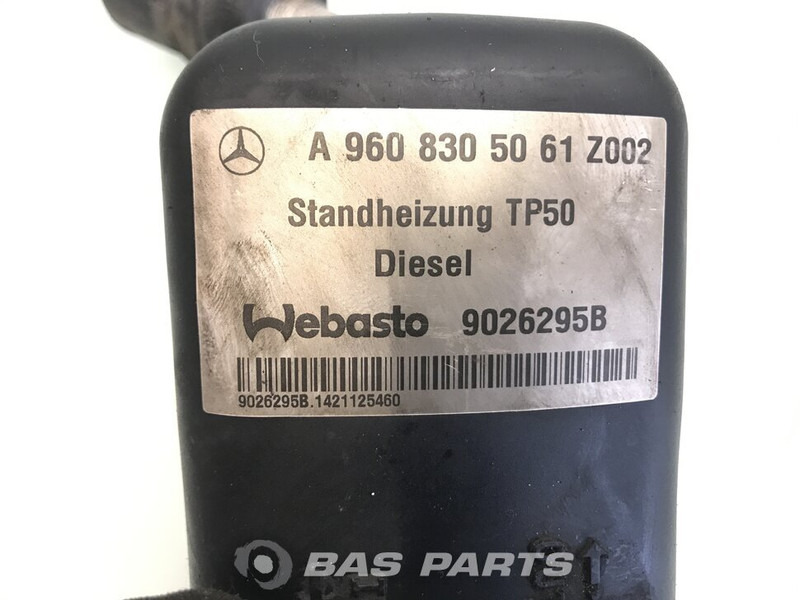 A 960 830 50 61 Z002
Standheizung TP50
Diesel
Webasto 9026295B
9026295B.1421125460
BAS PARTS